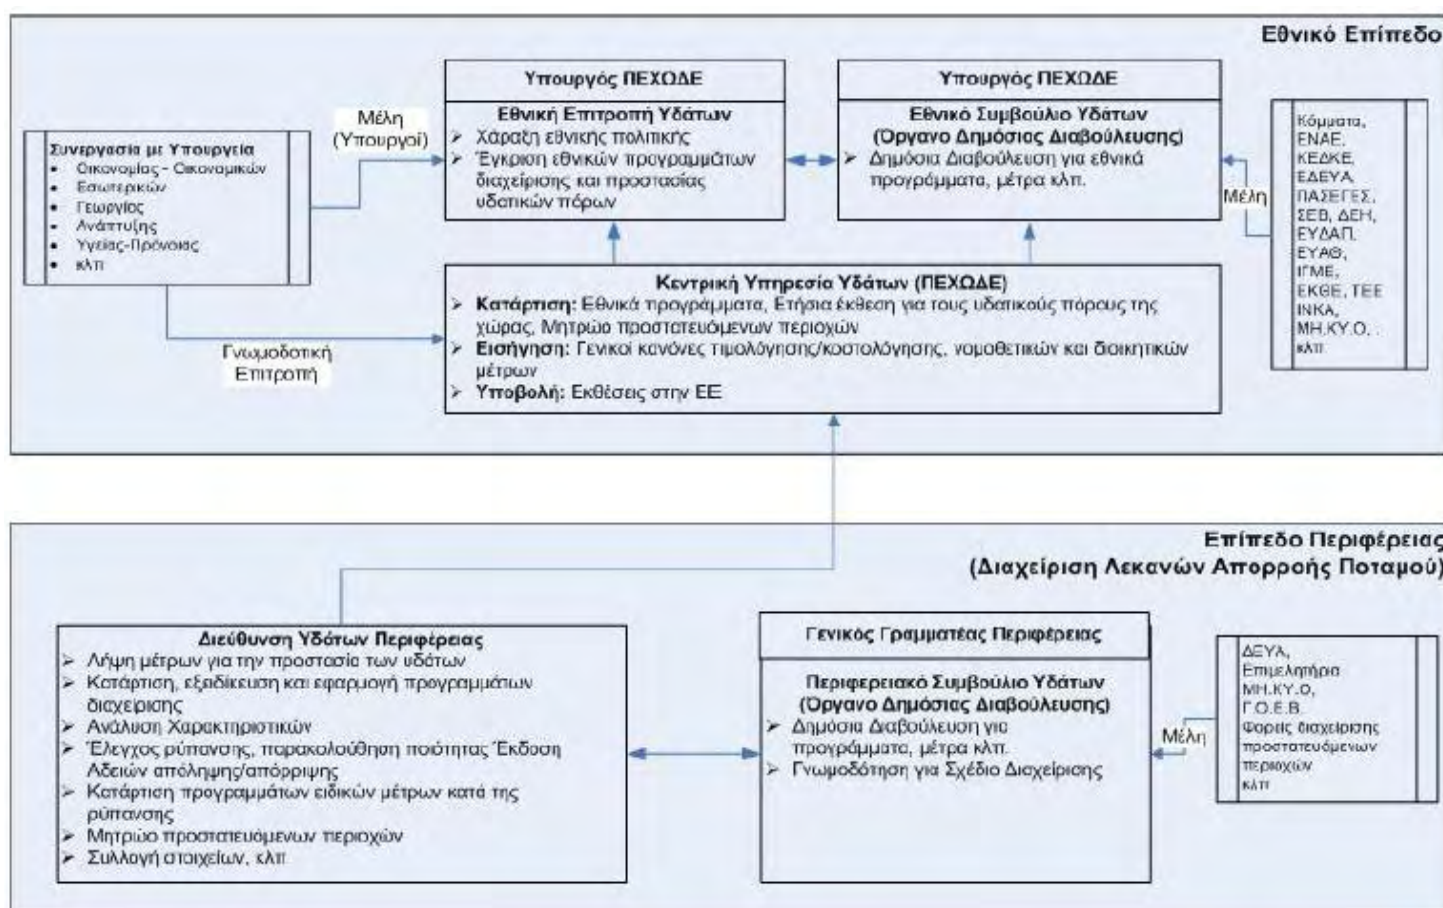 Εθνικό Επίπεδο
Υπουργός ΠΕΧΩΔΕ
Εθνική Επιτροπή Υδάτων
➢ Χάραξη εθνικής πολιτικής
➢ Έγκριση εθνικών προγραμμάτων
διαχείρισης και προστασίας
υδατικών πόρων
Υπουργός ΠΕΧΩΔΕ
Εθνικό Συμβούλιο Υδάτων
(Όργανο Δημόσιας Διαβούλευσης)
➢ Δημόσια Διαβούλευση για εθνικά
προγράμματα, μέτρα κλπ.
Μέλη
(Υπουργοί)
Συνεργασία με Υπουργεία
• Οικονομίας - Οικονομικών
• Εσωτερικών
• Γεωργίας
• Ανάπτυξης
• Υγείας-Πρόνοιας
• κλπ
Μέλη
Κόμματα,
ΕΝΑΕ,
ΚΕΔΚΕ,
ΕΔΕΥΑ,
ΠΑΣΕΓΕΣ,
ΣΕΒ, ΔΕΗ,
ΕΥΔΑΠ,
ΕΥΑΘ,
ΙΓΜΕ,
ΕΚΘΕ, ΤΕΕ
ΙΝΚΑ,
ΜΗ.ΚΥ.Ο, .
κλπ
Γνωμοδοτική
Επιτροπή
Κεντρική Υπηρεσία Υδάτων (ΠΕΧΩΔΕ)
➢ Κατάρτιση: Εθνικά προγράμματα, Ετήσια έκθεση για τους υδατικούς πόρους της
χώρας, Μητρώο προστατευόμενων περιοχών
➢ Εισήγηση: Γενικοί κανόνες τιμολόγησης/κοστολόγησης, νομοθετικών και διοικητικών
μέτρων
➢ Υποβολή: Εκθέσεις στην ΕΕ
Επίπεδο Περιφέρειας
(Διαχείριση Λεκανών Απορροής Ποταμού)
Διεύθυνση Υδάτων Περιφέρειας
➢ Λήψη μέτρων για την προστασία των υδάτων
➢ Κατάρτιση, εξειδίκευση και εφαρμογή προγραμμάτων
διαχείρισης
➢ Ανάλυση Χαρακτηριστικών
➢ Έλεγχος ρύπανσης, παρακολούθηση ποιότητας Έκδοση
Αδειών απόληψης/απόρριψης
➢ Κατάρτιση προγραμμάτων ειδικών μέτρων κατά της
ρύπανσης
➢ Μητρώο προστατευόμενων περιοχών
➢ Συλλογή στοιχείων, κλπ
Γενικός Γραμματέας Περιφέρειας
Περιφερειακό Συμβούλιο Υδάτων
(Όργανο Δημόσιας Διαβούλευσης)
➢ Δημόσια Διαβούλευση για
προγράμματα, μέτρα κλπ.
➢ Γνωμοδότηση για Σχέδιο Διαχείρισης
Μέλη
ΔΕΥΑ,
Επιμελητήρια
ΜΗ.ΚΥ.Ο,
Γ.Ο.Ε.Β.
Φορείς διαχείρισης
προστατευόμενων
περιοχών
κλπ